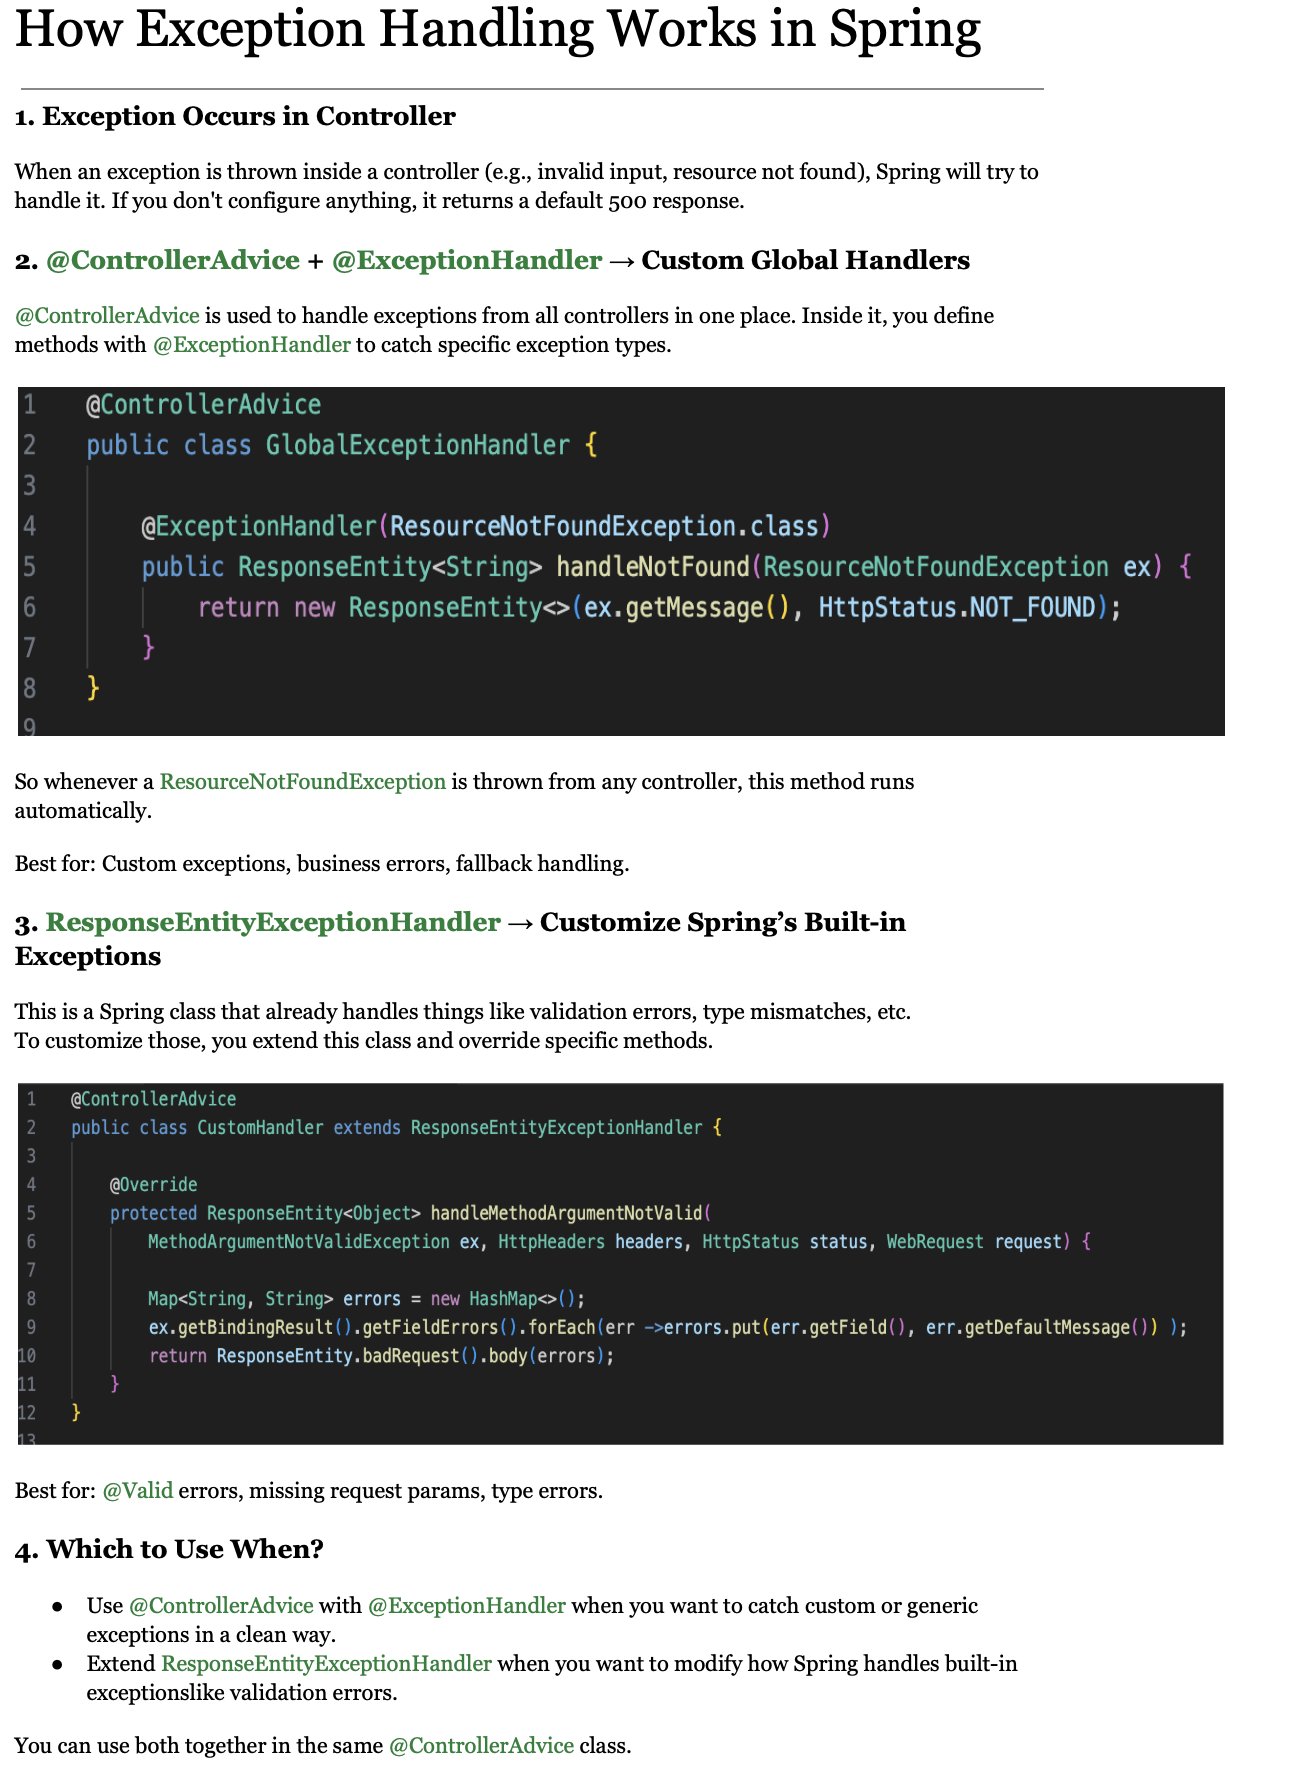 How Exception Handling Works in Spring
1. Exception Occurs in Controller
When an exception is thrown inside a controller (e.g., invalid input, resource not found), Spring will try to
handle it. If you don't configure anything, it returns a default 500 response.
2. @ControllerAdvice + @ExceptionHandler → Custom Global Handlers
@ControllerAdvice is used to handle exceptions from all controllers in one place. Inside it, you define
methods with @ExceptionHandler to catch specific exception types.
1 @ControllerAdvice
2 public class GlobalExceptionHandler {
3
4 @ExceptionHandler(ResourceNotFoundException.class)
5 public ResponseEntity<String> handleNotFound(ResourceNotFoundException ex) {
6 return new ResponseEntity<>(ex.getMessage(), HttpStatus.NOT_FOUND);
7 }
8 }
9
So whenever a ResourceNotFoundException is thrown from any controller, this method runs
automatically.
Best for: Custom exceptions, business errors, fallback handling.
3. ResponseEntityExceptionHandler → Customize Spring’s Built-in
Exceptions
This is a Spring class that already handles things like validation errors, type mismatches, etc.
To customize those, you extend this class and override specific methods.
1 @ControllerAdvice
2 public class CustomHandler extends ResponseEntityExceptionHandler {
3
4 @Override
5 protected ResponseEntity<Object> handleMethodArgumentNotValid(
6 MethodArgumentNotValidException ex, HttpHeaders headers, HttpStatus status, WebRequest request) {
7
8 Map<String, String> errors = new HashMap<>();
9 ex.getBindingResult().getFieldErrors().forEach(err ->errors.put(err.getField(), err.getDefaultMessage()) );
10 return ResponseEntity.badRequest().body(errors);
11 }
12 }
13
Best for: @Valid errors, missing request params, type errors.
4. Which to Use When?
● Use @ControllerAdvice with @ExceptionHandler when you want to catch custom or generic
exceptions in a clean way.
● Extend ResponseEntityExceptionHandler when you want to modify how Spring handles built-in
exceptionslike validation errors.
You can use both together in the same @ControllerAdvice class.